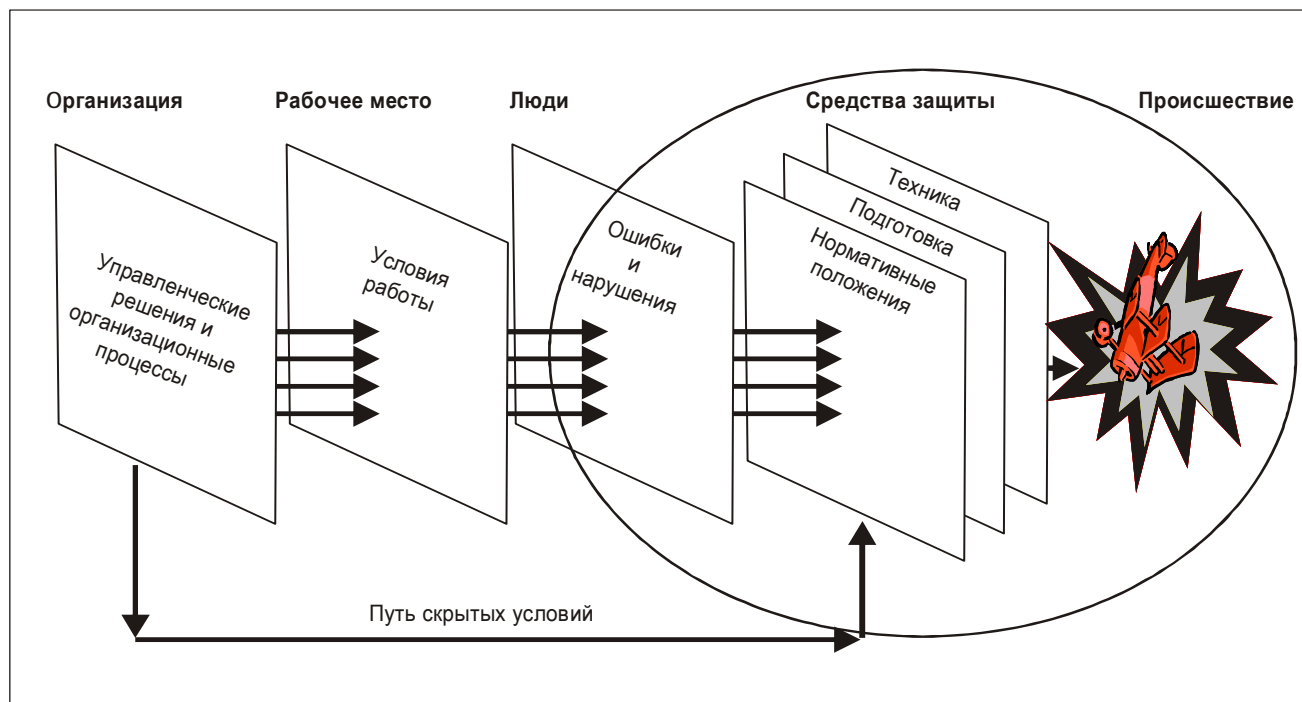 Организация
Рабочее место
Люди
Средства защиты
Происшествие
Управленческие
решения и
организационные
процессы
Условия
работы
Ошибки
и
нарушения
Техника
Подготовка
Нормативные
положения
Путь скрытых условий